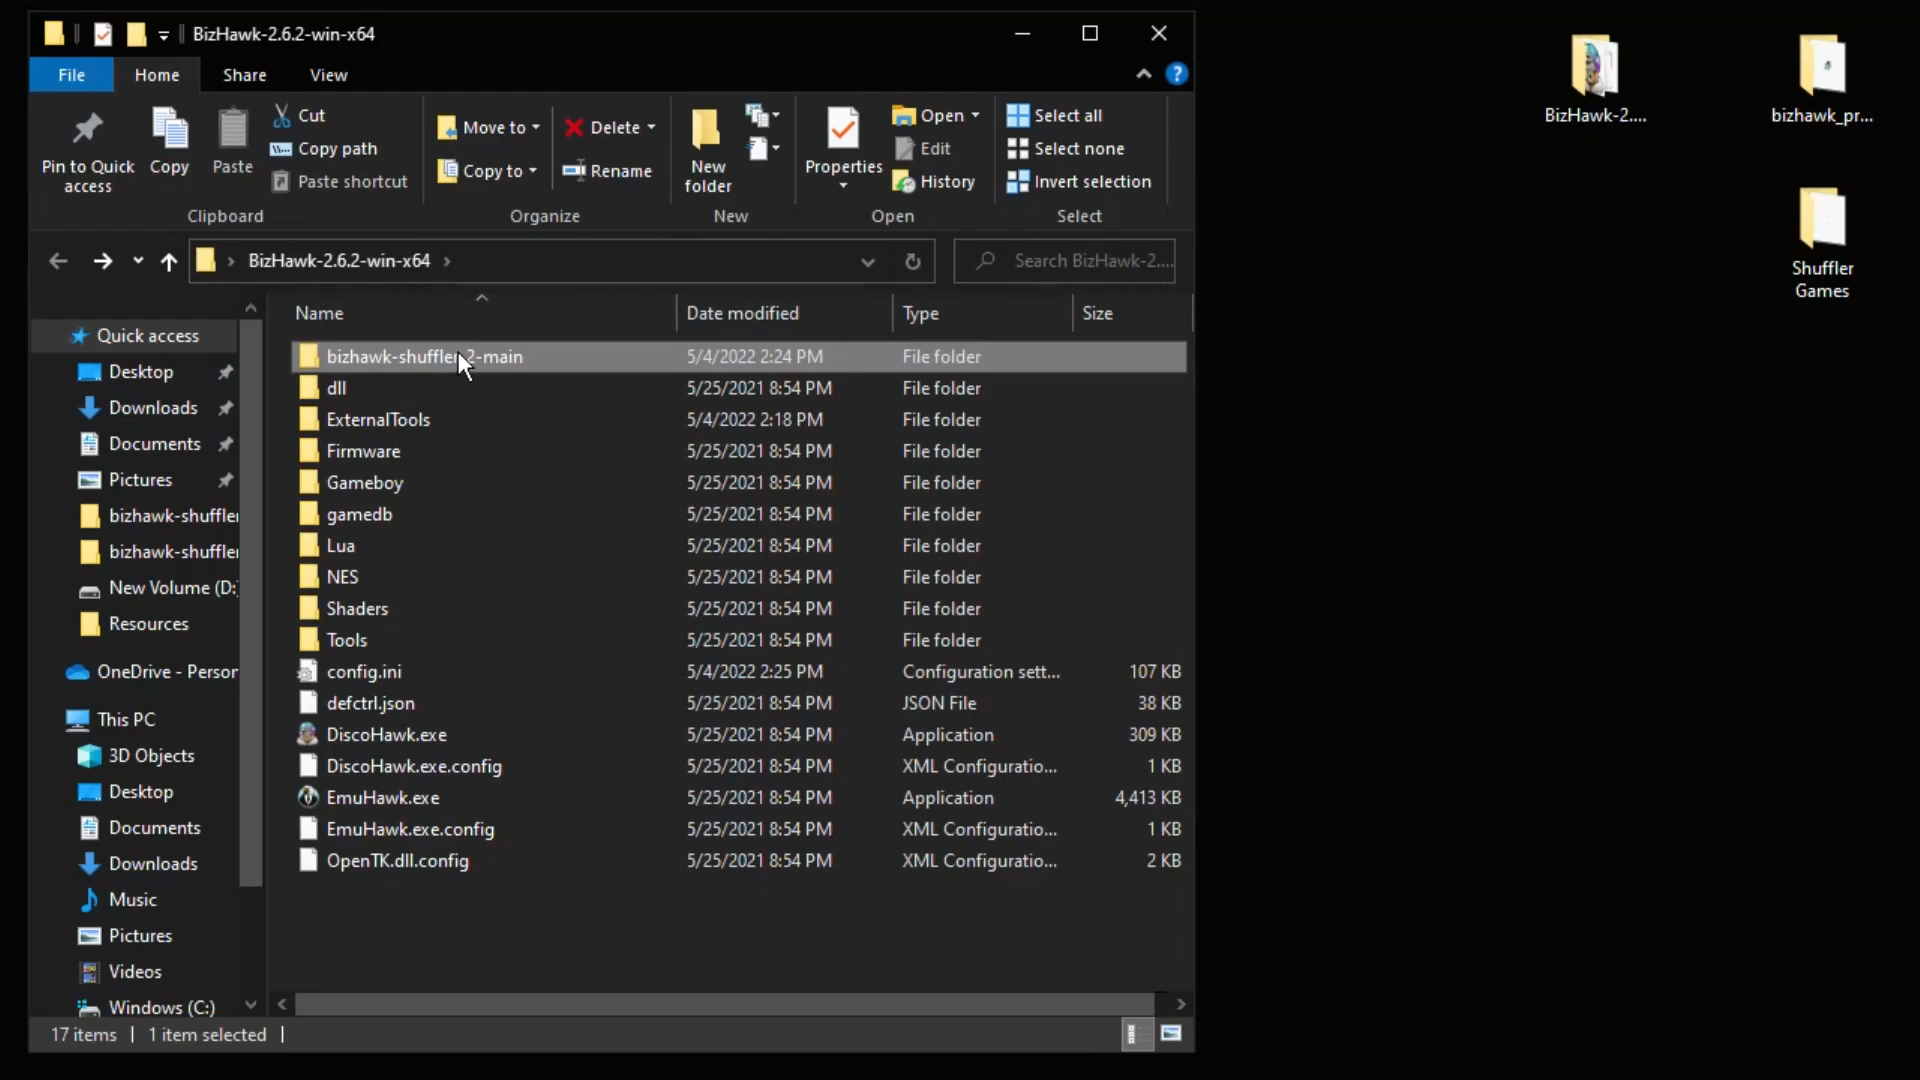 BizHawk-2.6.2-win-x64
File
Home
Share
View
?
Pin to Quick access
Copy
Paste
Cut
Copy path
Paste shortcut
Clipboard
Move to
Copy to
Delete
Rename
Organize
New folder
New
Properties
Open
Edit
History
Open
Select all
Select none
Invert selection
Select
BizHawk-2.6.2-win-x64
Search BizHawk-2....
Quick access
Desktop
Downloads
Documents
Pictures
bizhawk-shuffler
bizhawk-shuffler
New Volume (D:)
Resources
OneDrive - Person
This PC
3D Objects
Desktop
Documents
Downloads
Music
Pictures
Videos
Windows (C:)
Name Date modified Type Size
bizhawk-shuffler-2-main 5/4/2022 2:24 PM File folder
dll 5/25/2021 8:54 PM File folder
ExternalTools 5/4/2022 2:18 PM File folder
Firmware 5/25/2021 8:54 PM File folder
Gameboy 5/25/2021 8:54 PM File folder
gamedb 5/25/2021 8:54 PM File folder
Lua 5/25/2021 8:54 PM File folder
NES 5/25/2021 8:54 PM File folder
Shaders 5/25/2021 8:54 PM File folder
Tools 5/25/2021 8:54 PM File folder
config.ini 5/4/2022 2:25 PM Configuration sett... 107 KB
defctrl.json 5/25/2021 8:54 PM JSON File 38 KB
DiscoHawk.exe 5/25/2021 8:54 PM Application 309 KB
DiscoHawk.exe.config 5/25/2021 8:54 PM XML Configuratio... 1 KB
EmuHawk.exe 5/25/2021 8:54 PM Application 4,413 KB
EmuHawk.exe.config 5/25/2021 8:54 PM XML Configuratio... 1 KB
OpenTK.dll.config 5/25/2021 8:54 PM XML Configuratio... 2 KB
17 items 1 item selected
BizHawk-2....
bizhawk_pr...
Shuffler
Games